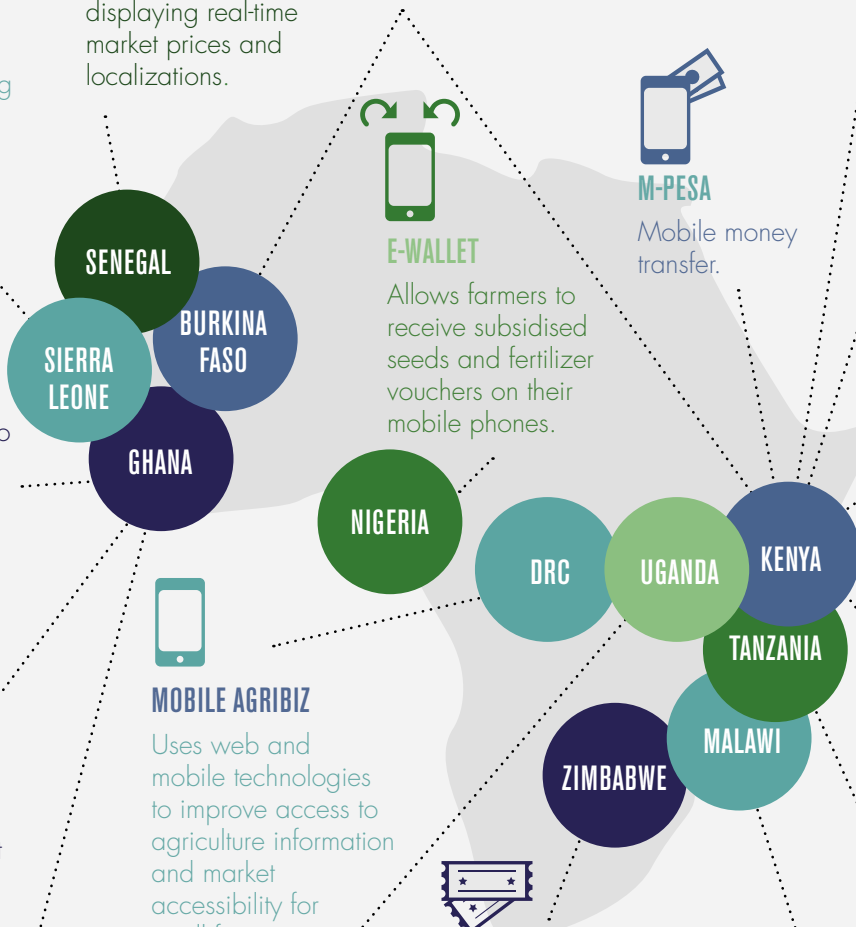 displaying real-time
market prices and
localizations.
g
M-PESA
Mobile money
transfer.
E-WALLET
Allows farmers to
receive subsidised
seeds and fertilizer
vouchers on their
mobile phones.
SENEGAL
BURKINA
FASO
SIERRA
LEONE
GHANA
o
NIGERIA
DRC
UGANDA
KENYA
TANZANIA
MALAWI
ZIMBABWE
MOBILE AGRIBIZ
Uses web and
mobile technologies
to improve access to
agriculture information
and market
accessibility for